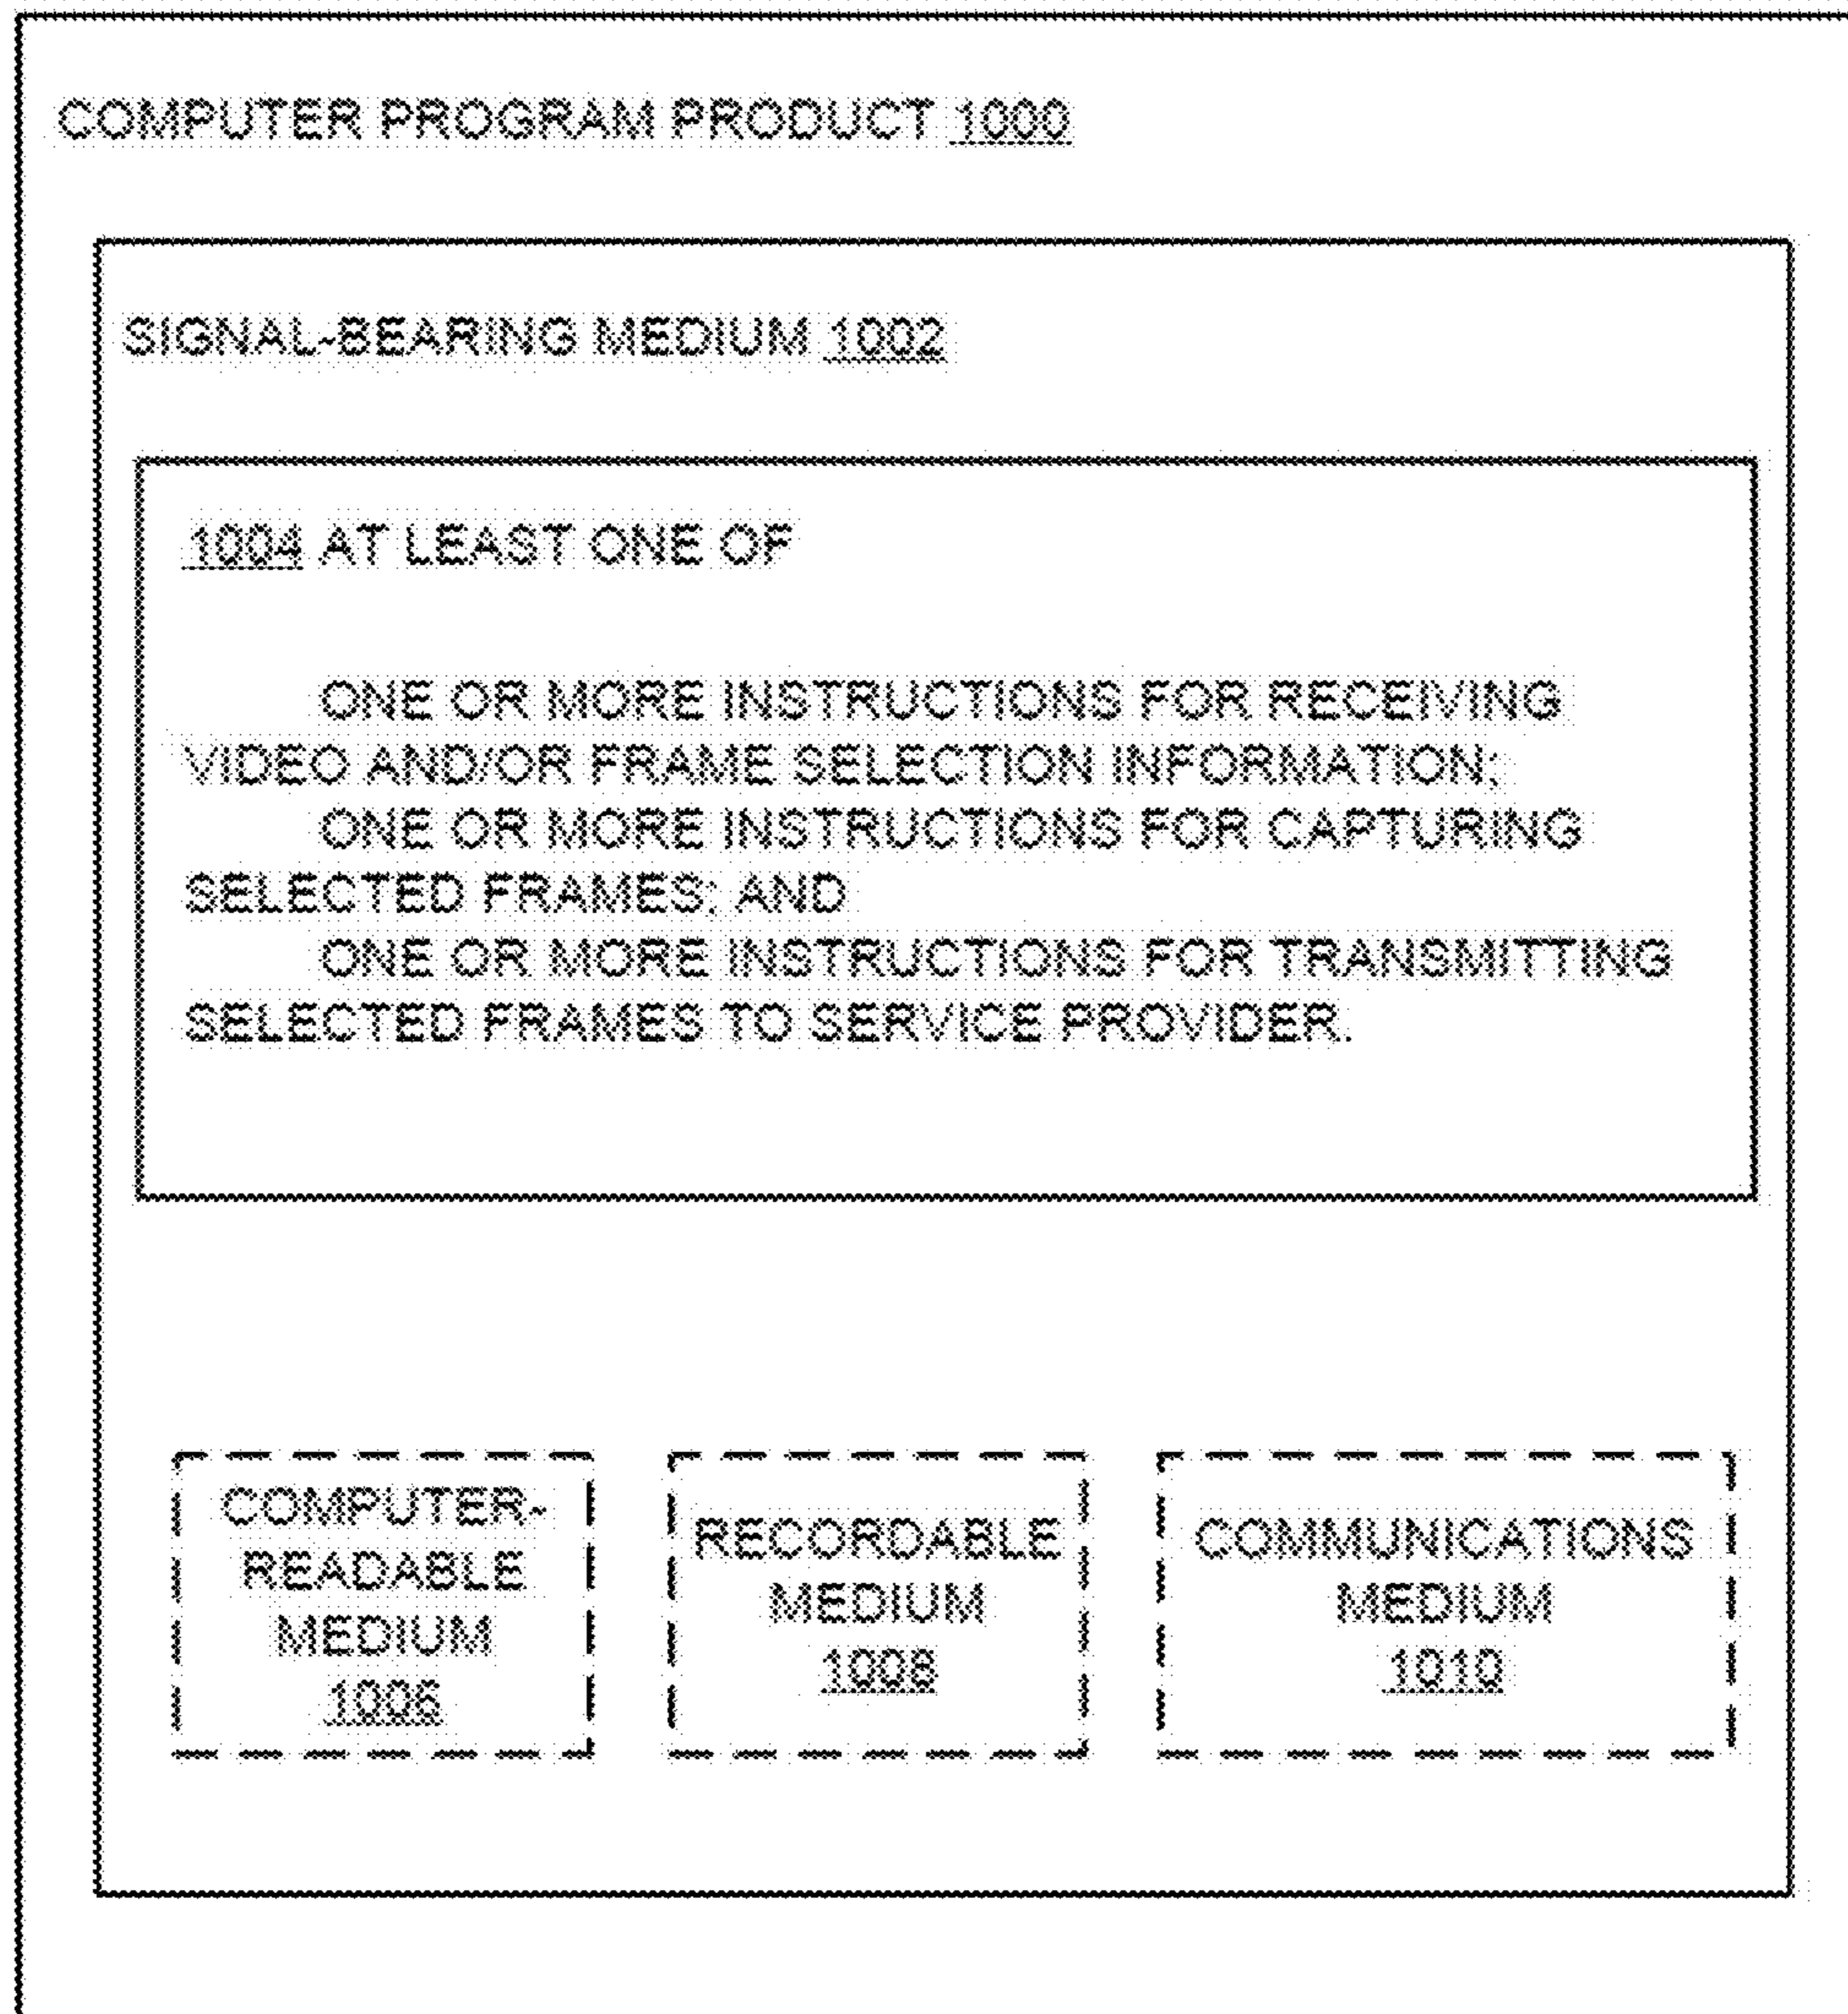 COMPUTER PROGRAM PRODUCT 1000
SIGNAL-BEARING MEDIUM 1002
1004 AT LEAST ONE OF
ONE OR MORE INSTRUCTIONS FOR RECEIVING
VIDEO AND/OR FRAME SELECTION INFORMATION;
ONE OR MORE INSTRUCTIONS FOR CAPTURING
SELECTED FRAMES; AND
ONE OR MORE INSTRUCTIONS FOR TRANSMITTING
SELECTED FRAMES TO SERVICE PROVIDER.
COMPUTER-
READABLE
MEDIUM
1006
RECORDABLE
MEDIUM
1008
COMMUNICATIONS
MEDIUM
1010